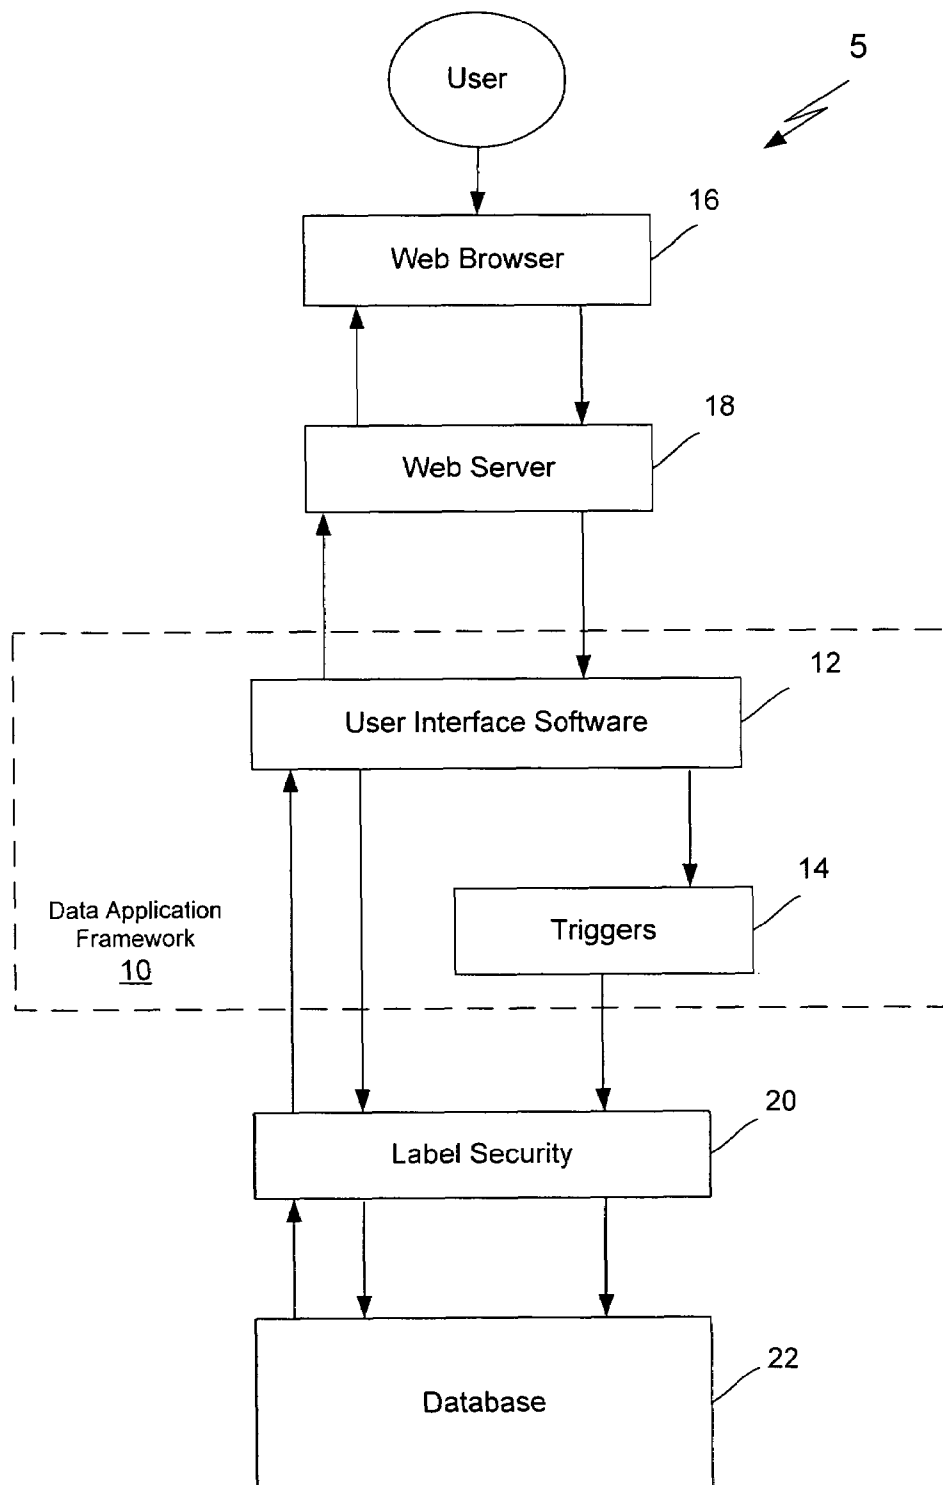 User
5
16
Web Browser
18
Web Server
12
User Interface Software
14
Triggers
Data Application
Framework
10
20
Label Security
22
Database